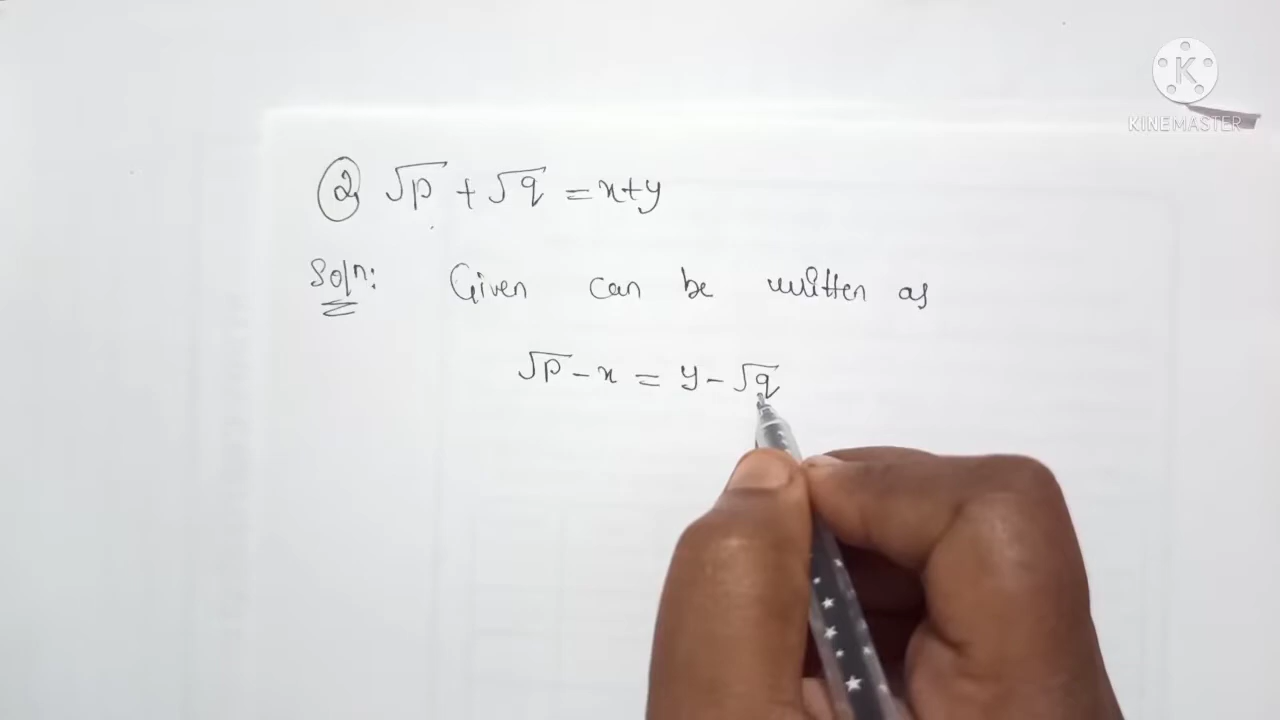 KINEMASTER
② √p + √q = x+y
Soln: Given can be written as
√p - x = y - √q